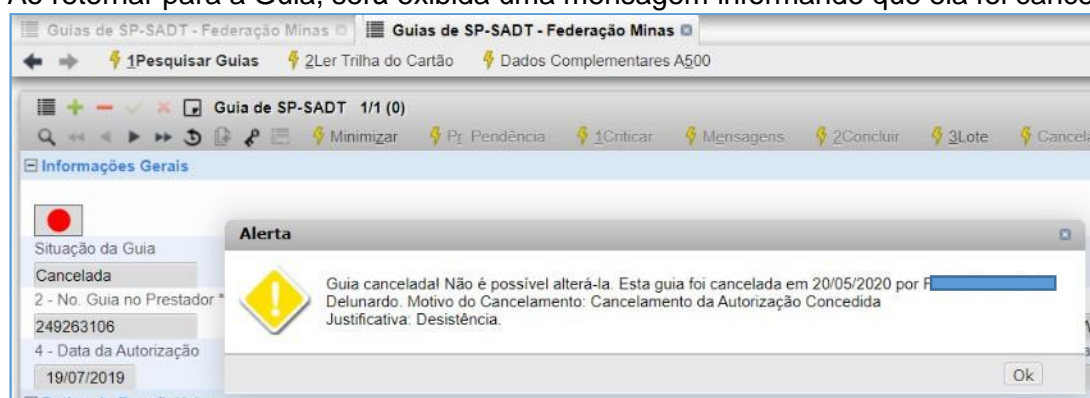 Ao retornar para a Guia, será exibida uma mensagem informando que ela foi
Guias de SP-SADT - Federação Minas Guias de SP-SADT - Federação Minas
1Pesquisar Guias 2Ler Trilha do Cartão Dados Complementares A500
Guia de SP-SADT 1/1 (0)
Minimizar Pr Pendência 1Criticar Mensagens 2Concluir 3Lote
Informações Gerais
Situação da Guia
Cancelada
2 - No. Guia no Prestador *
249263106
4 - Data da Autorização
19/07/2019
Alerta
Guia cancelada! Não é possível alterá-la. Esta guia foi cancelada em 20/05/2020 por
Delunardo. Motivo do Cancelamento: Cancelamento da Autorização Concedida
Justificativa: Desistência.
Ok